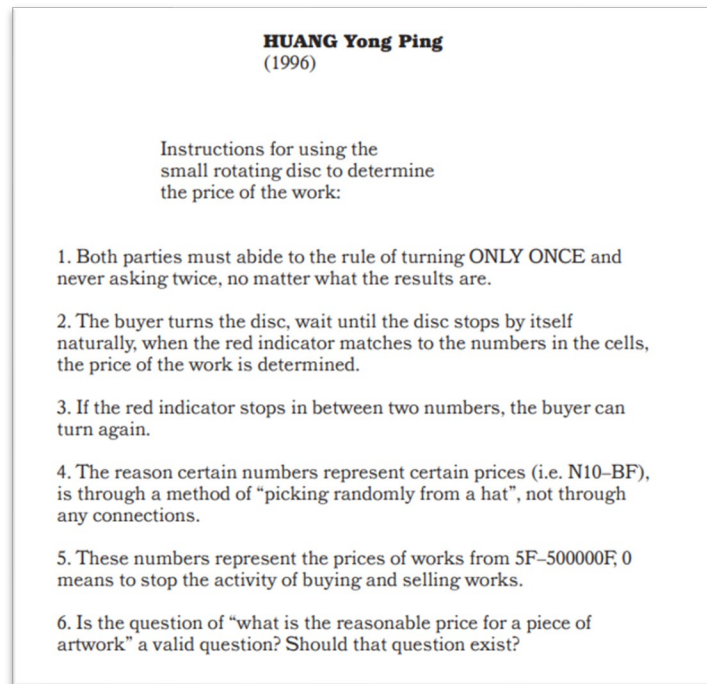 HUANG Yong Ping
(1996)
Instructions for using the
small rotating disc to determine
the price of the work:
1. Both parties must abide to the rule of turning ONLY ONCE and
never asking twice, no matter what the results are.
2. The buyer turns the disc, wait until the disc stops by itself
naturally, when the red indicator matches to the numbers in the cells,
the price of the work is determined.
3. If the red indicator stops in between two numbers, the buyer can
turn again.
4. The reason certain numbers represent certain prices (i.e. N10–BF),
is through a method of “picking randomly from a hat”, not through
any connections.
5. These numbers represent the prices of works from 5F–500000F, 0
means to stop the activity of buying and selling works.
6. Is the question of “what is the reasonable price for a piece of
artwork” a valid question? Should that question exist?